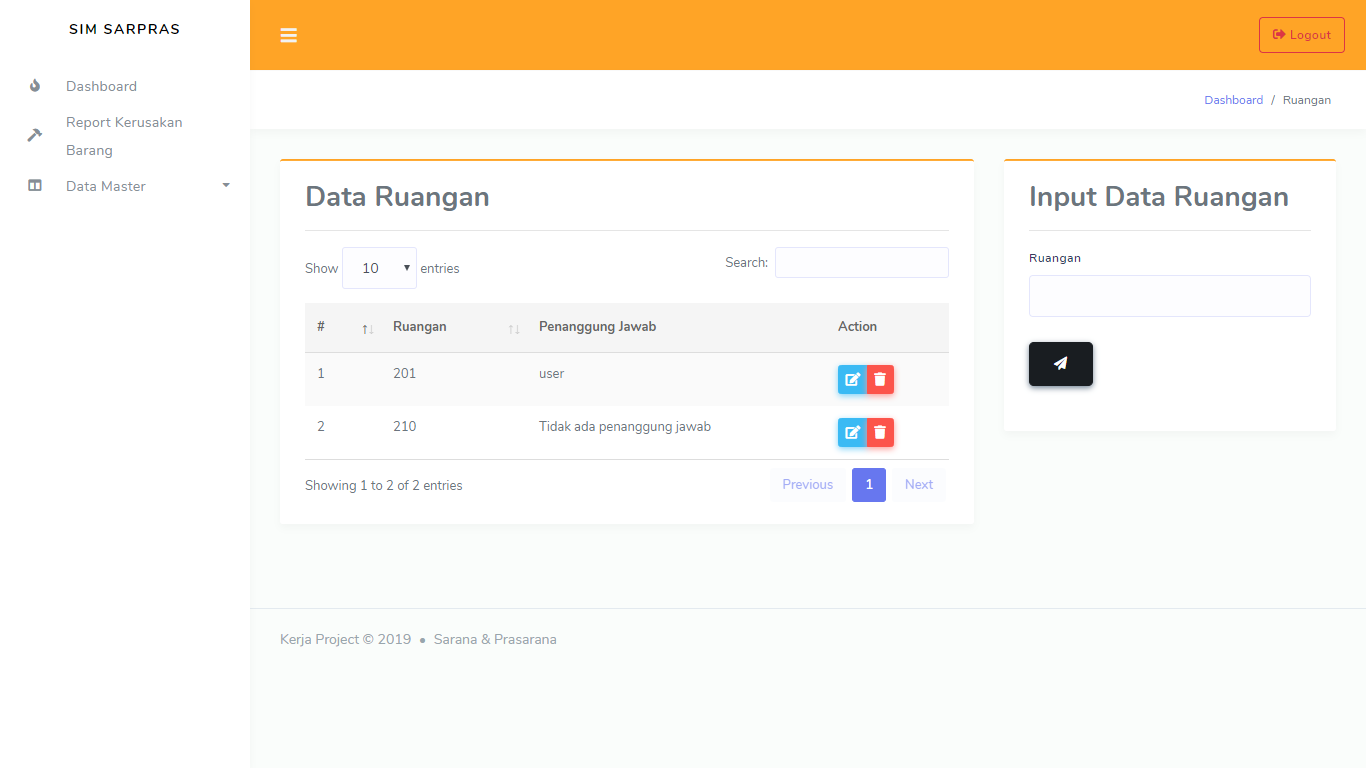 SIM SARPRAS
Dashboard
Report Kerusakan
Barang
Data Master
Logout
Dashboard / Ruangan
Data Ruangan
Show 10 entries
Search:
# Ruangan Penanggung Jawab Action
1 201 user
2 210 Tidak ada penanggung jawab
Showing 1 to 2 of 2 entries
Previous 1 Next
Input Data Ruangan
Ruangan
Kerja Project © 2019 • Sarana & Prasarana